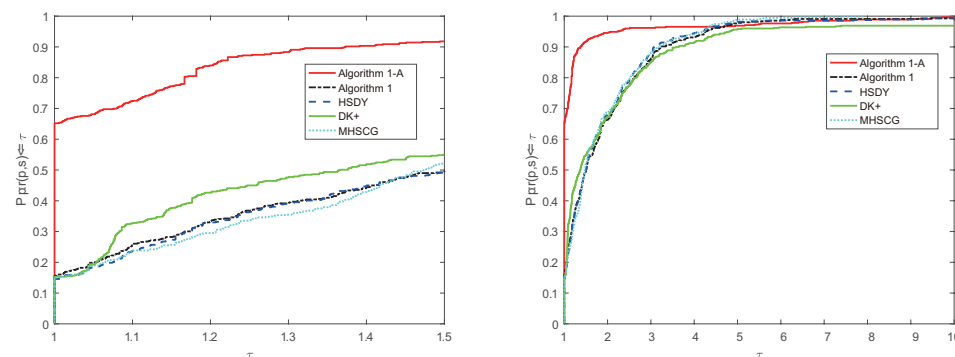 1
0.9
0.8
0.7
0.6
0.5
0.4
0.3
0.2
0.1
0
P p:r(p,s)<= τ
Algorithm 1-A
Algorithm 1
HSDY
DK+
MHSCG
1 1.1 1.2 1.3 1.4 1.5
τ
1
0.9
0.8
0.7
0.6
0.5
0.4
0.3
0.2
0.1
0
P p:r(p,s)<= τ
Algorithm 1-A
Algorithm 1
HSDY
DK+
MHSCG
1 2 3 4 5 6 7 8 9 10
τ